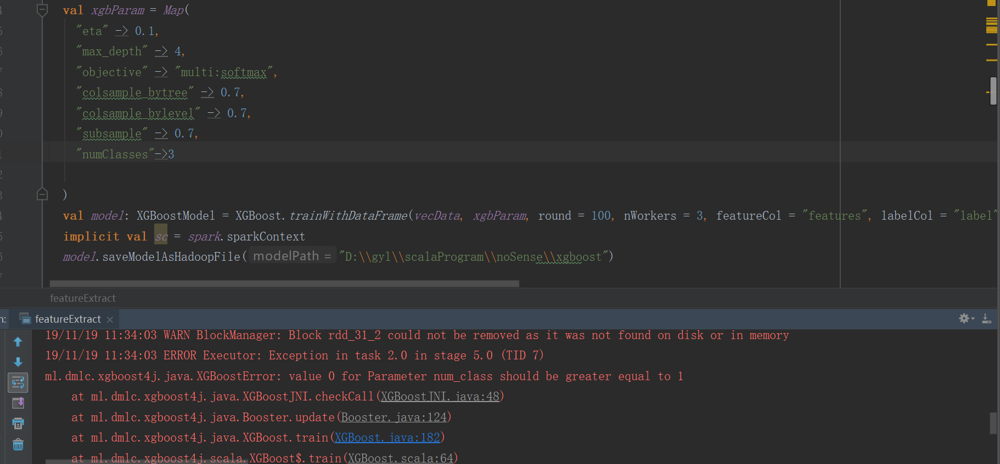 val xgbParam = Map(
"eta" -> 0.1,
"max_depth" -> 4,
"objective" -> "multi:softmax",
"colsample_bytree" -> 0.7,
"colsample_bylevel" -> 0.7,
"subsample" -> 0.7,
"numClasses"->3
)
val model: XGBoostModel = XGBoost.trainWithDataFrame(vecData, xgbParam, round = 100, nWorkers = 3, featureCol = "features", labelCol = "label"
implicit val sc = spark.sparkContext
model.saveModelAsHadoopFile( modelPath = "D:\\gyl\\scalaProgram\\noSense\\xgboost")
featureExtract
n: featureExtract ×
19/11/19 11:34:03 WARN BlockManager: Block rdd_31_2 could not be removed as it was not found on disk or in memory
19/11/19 11:34:03 ERROR Executor: Exception in task 2.0 in stage 5.0 (TID 7)
ml.dmlc.xgboost4j.java.XGBoostError: value 0 for Parameter num_class should be greater equal to 1
at ml.dmlc.xgboost4j.java.XGBoostJNI.checkCall(XGBoostJNI.java:48)
at ml.dmlc.xgboost4j.java.Booster.update(Booster.java:124)
at ml.dmlc.xgboost4j.java.XGBoost.train(XGBoost.java:182)
at ml.dmlc.xgboost4j.scala.XGBoost$.train(XGBoost.scala:64)